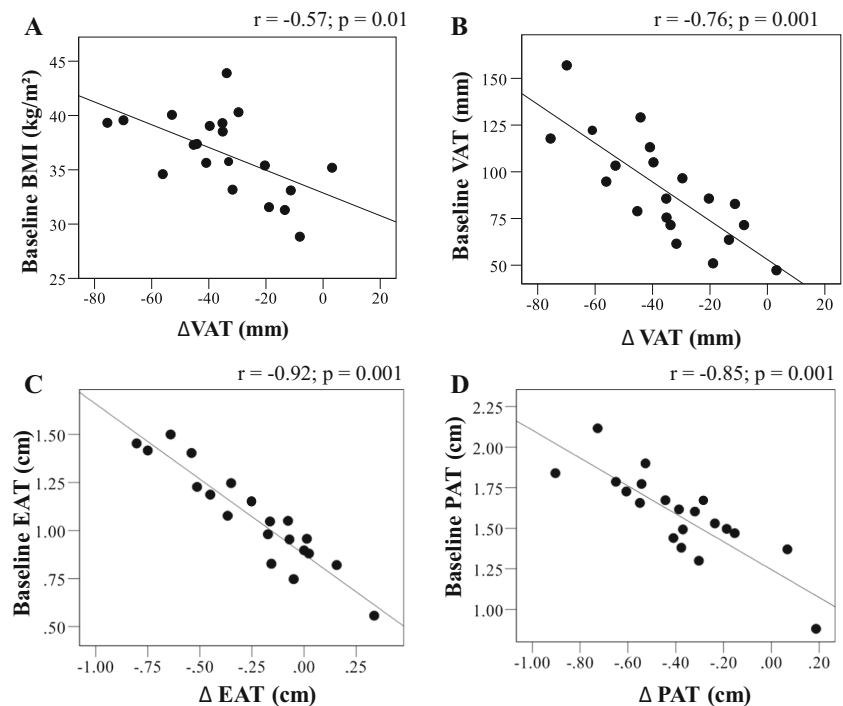 A
r = -0.57; p = 0.01
Baseline BMI (kg/m²)
45
40
35
30
25
-80 -60 -40 -20 0 20
ΔVAT (mm)
B
r = -0.76; p = 0.001
Baseline VAT (mm)
150
125
100
75
50
-80 -60 -40 -20 0 20
Δ VAT (mm)
C
r = -0.92; p = 0.001
Baseline EAT (cm)
1.50
1.25
1.00
.75
.50
-1.00 -.75 -.50 -.25 .00 .25
Δ EAT (cm)
D
r = -0.85; p = 0.001
Baseline PAT (cm)
2.25
2.00
1.75
1.50
1.25
1.00
-1.00 -.80 -.60 -.40 -.20 .00 .20
Δ PAT (cm)